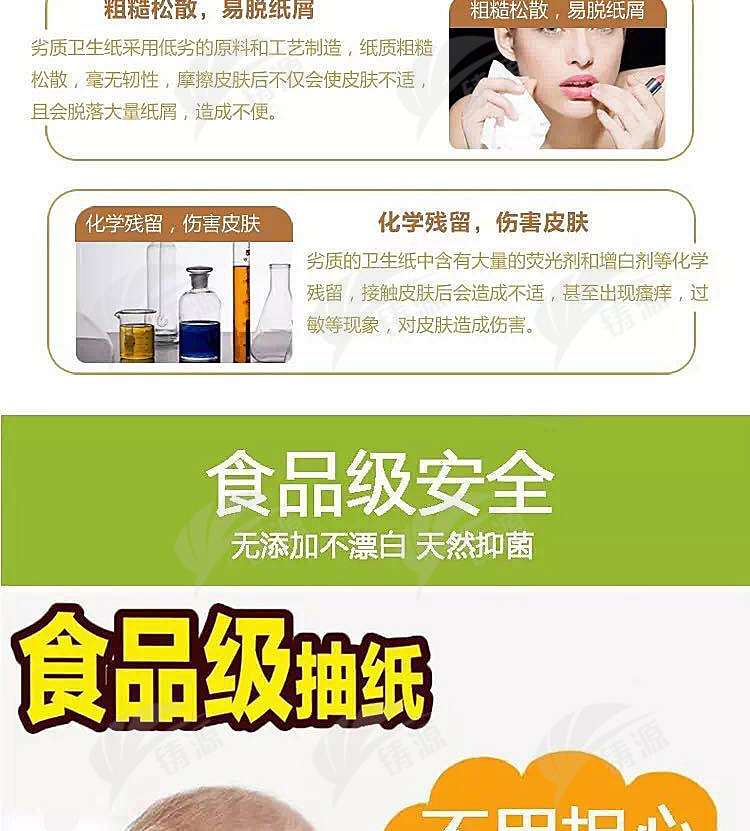 粗糙松散，易脱纸屑
粗糙松散，易脱纸屑
劣质卫生纸采用低劣的原料和工艺制造，纸质粗糙
松散，毫无韧性，摩擦皮肤后不仅会使皮肤不适，
且会脱落大量纸屑，造成不便。
化学残留，伤害皮肤
化学残留，伤害皮肤
劣质的卫生纸中含有大量的荧光剂和增白剂等化学
残留，接触皮肤后会造成不适，甚至出现瘙痒，过
敏等现象，对皮肤造成伤害。
食品级安全
无添加不漂白 天然抑菌
食品级抽纸
不用担心
铸源